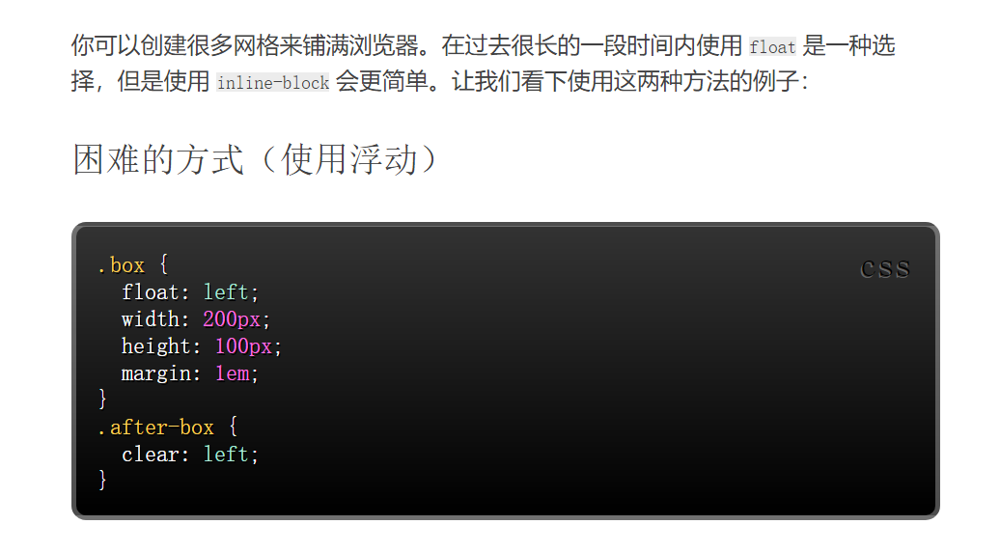 你可以创建很多网格来铺满浏览器。在过去很长的一段时间内使用 float 是一种选
择，但是使用 inline-block 会更简单。让我们看下使用这两种方法的例子：
困难的方式（使用浮动）
css
.box {
  float: left;
  width: 200px;
  height: 100px;
  margin: 1em;
}
.after-box {
  clear: left;
}